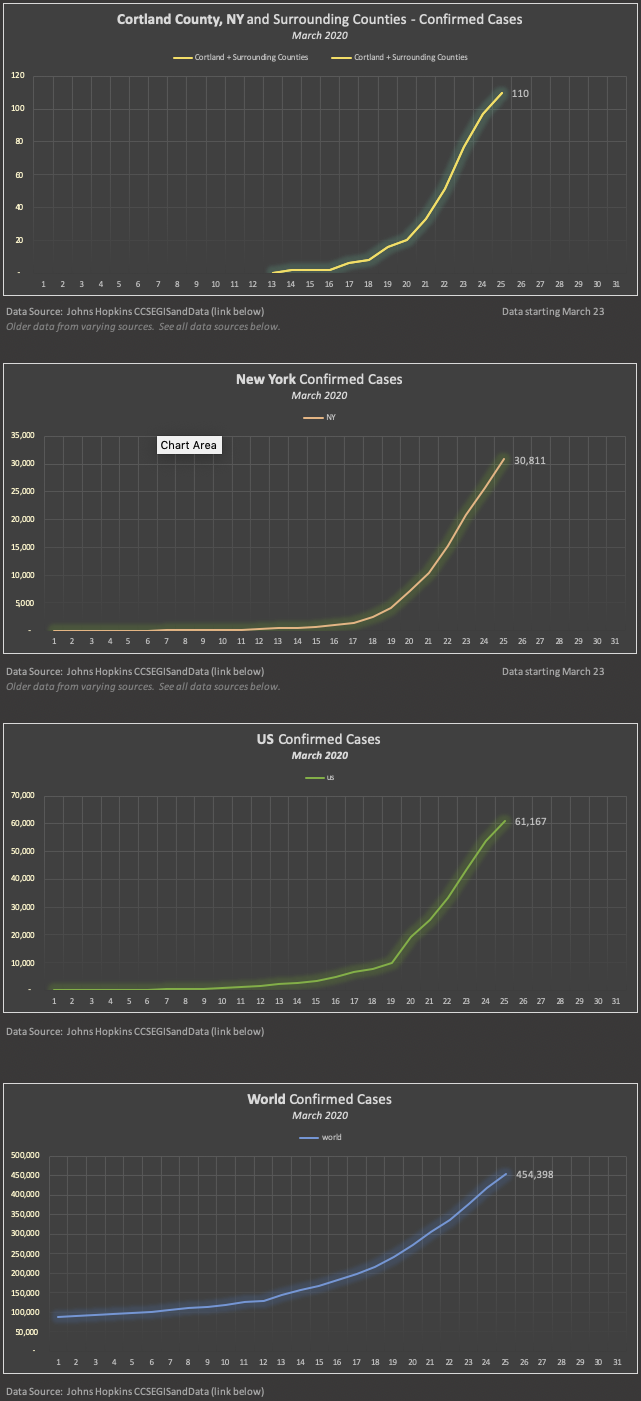 Cortland County, NY and Surrounding Counties - Confirmed Cases
March 2020
Cortland + Surrounding Counties Cortland + Surrounding Counties
120
100
80
60
40
20
-
110
1 2 3 4 5 6 7 8 9 10 11 12 13 14 15 16 17 18 19 20 21 22 23 24 25 26 27 28 29 30 31
Data Source: Johns Hopkins CCSEGISandData (link below) Data starting March 23
Older data from varying sources. See all data sources below.
New York Confirmed Cases
March 2020
NY
Chart Area
35,000
30,000
25,000
20,000
15,000
10,000
5,000
-
30,811
1 2 3 4 5 6 7 8 9 10 11 12 13 14 15 16 17 18 19 20 21 22 23 24 25 26 27 28 29 30 31
Data Source: Johns Hopkins CCSEGISandData (link below) Data starting March 23
Older data from varying sources. See all data sources below.
US Confirmed Cases
March 2020
us
70,000
60,000
50,000
40,000
30,000
20,000
10,000
-
61,167
1 2 3 4 5 6 7 8 9 10 11 12 13 14 15 16 17 18 19 20 21 22 23 24 25 26 27 28 29 30 31
Data Source: Johns Hopkins CCSEGISandData (link below)
World Confirmed Cases
March 2020
world
500,000
450,000
400,000
350,000
300,000
250,000
200,000
150,000
100,000
50,000
-
454,398
1 2 3 4 5 6 7 8 9 10 11 12 13 14 15 16 17 18 19 20 21 22 23 24 25 26 27 28 29 30 31
Data Source: Johns Hopkins CCSEGISandData (link below)